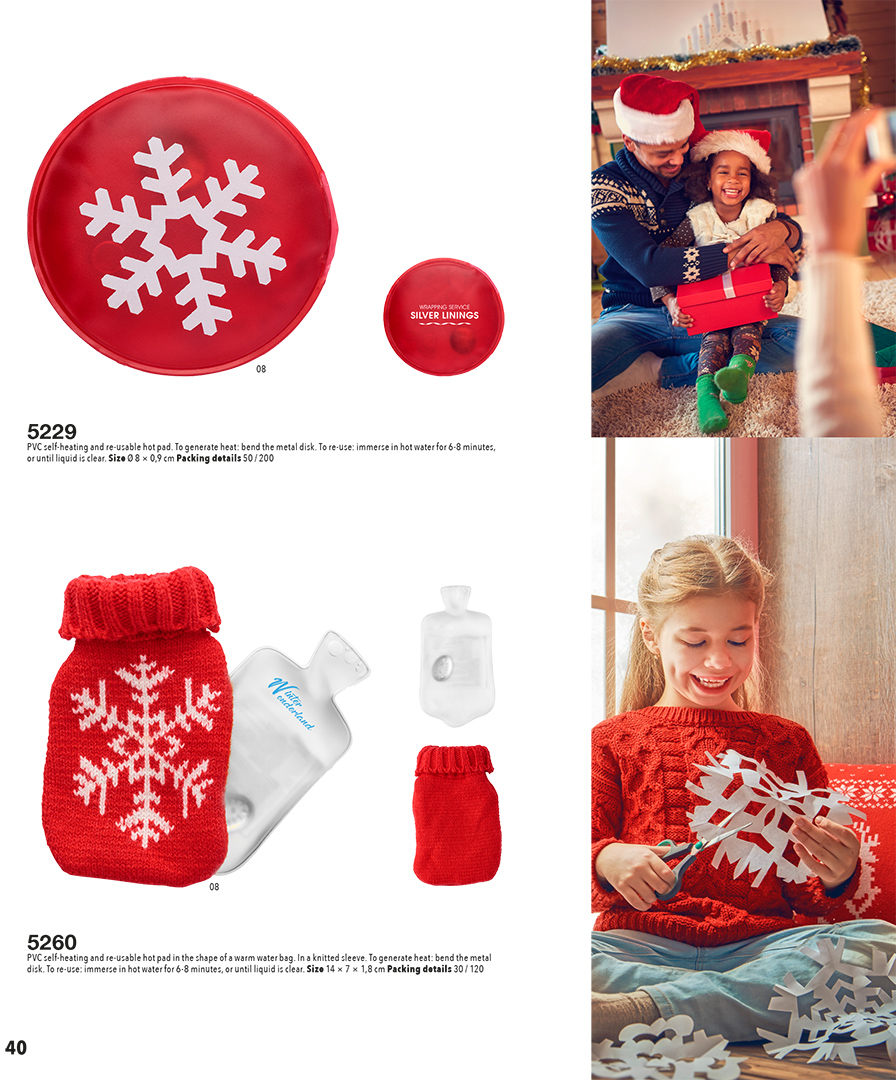 WRAPPING SERVICE
SILVER LININGS
08
5229
PVC self-heating and re-usable hot pad. To generate heat: bend the metal disk. To re-use: immerse in hot water for 6-8 minutes,
or until liquid is clear. Size Ø 8 × 0,9 cm Packing details 50 / 200
Winter
Wonderland
08
5260
PVC self-heating and re-usable hot pad in the shape of a warm water bag. In a knitted sleeve. To generate heat: bend the metal
disk. To re-use: immerse in hot water for 6-8 minutes, or until liquid is clear. Size 14 × 7 × 1,8 cm Packing details 30 / 120
40